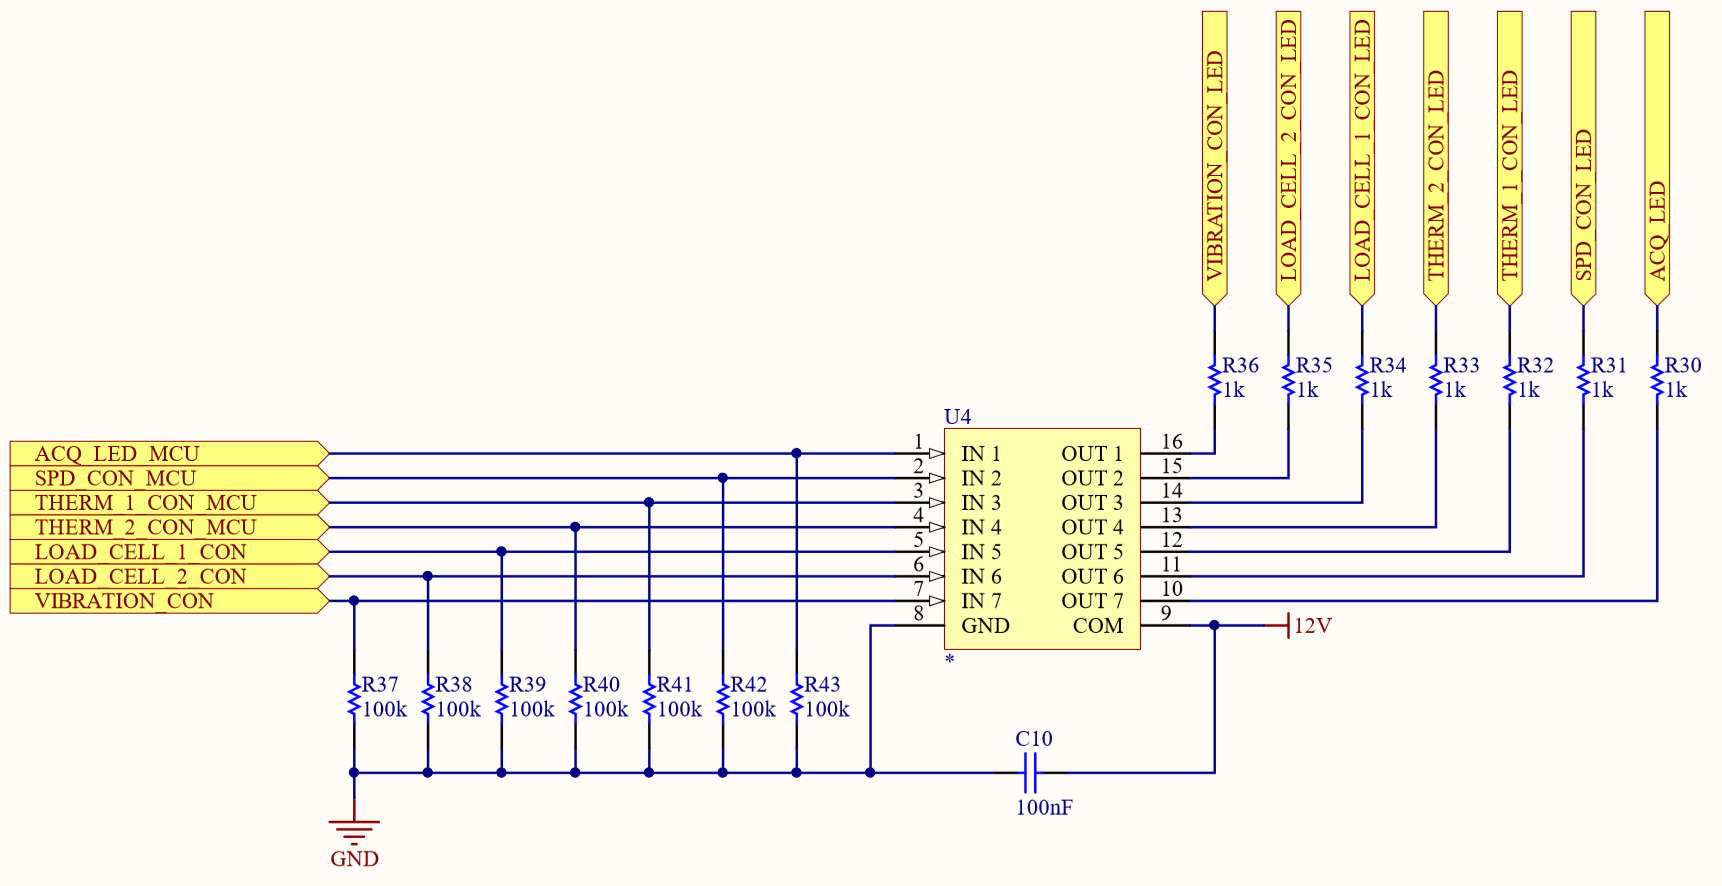 VIBRATION_CON_LED
LOAD_CELL_2_CON_LED
LOAD_CELL_1_CON_LED
THERM_2_CON_LED
THERM_1_CON_LED
SPD_CON_LED
ACQ_LED
R36
1k
R35
1k
R34
1k
R33
1k
R32
1k
R31
1k
R30
1k
U4
ACQ_LED_MCU
SPD_CON_MCU
THERM_1_CON_MCU
THERM_2_CON_MCU
LOAD_CELL_1_CON
LOAD_CELL_2_CON
VIBRATION_CON
1 IN 1 OUT 1 16
2 IN 2 OUT 2 15
3 IN 3 OUT 3 14
4 IN 4 OUT 4 13
5 IN 5 OUT 5 12
6 IN 6 OUT 6 11
7 IN 7 OUT 7 10
8 GND COM 9
12V
*
R37
100k
R38
100k
R39
100k
R40
100k
R41
100k
R42
100k
R43
100k
C10
100nF
GND